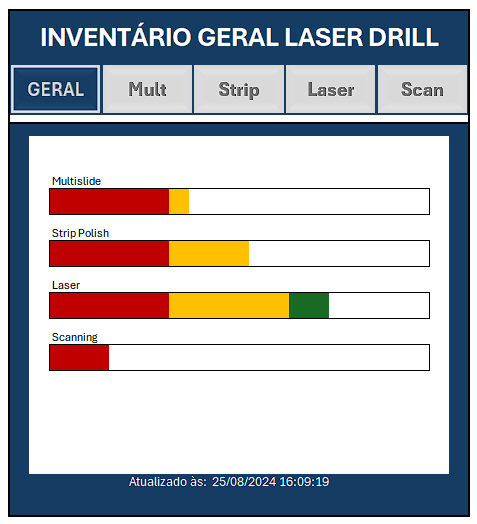 INVENTÁRIO GERAL LASER DRILL
GERAL Mult Strip Laser Scan
Multislide
Strip Polish
Laser
Scanning
Atualizado às: 25/08/2024 16:09:19